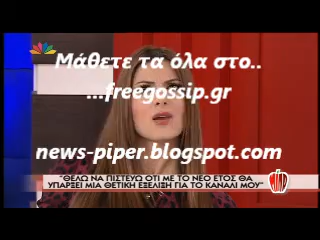 Μάθετε τα όλα στο..
...freegossip.gr
news-piper.blogspot.com
"ΘΕΛΩ ΝΑ ΠΙΣΤΕΥΩ ΟΤΙ ΜΕ ΤΟ ΝΕΟ ΕΤΟΣ ΘΑ
ΥΠΑΡΞΕΙ ΜΙΑ ΘΕΤΙΚΗ ΕΞΕΛΙΞΗ ΓΙΑ ΤΟ ΚΑΝΑΛΙ ΜΟΥ"